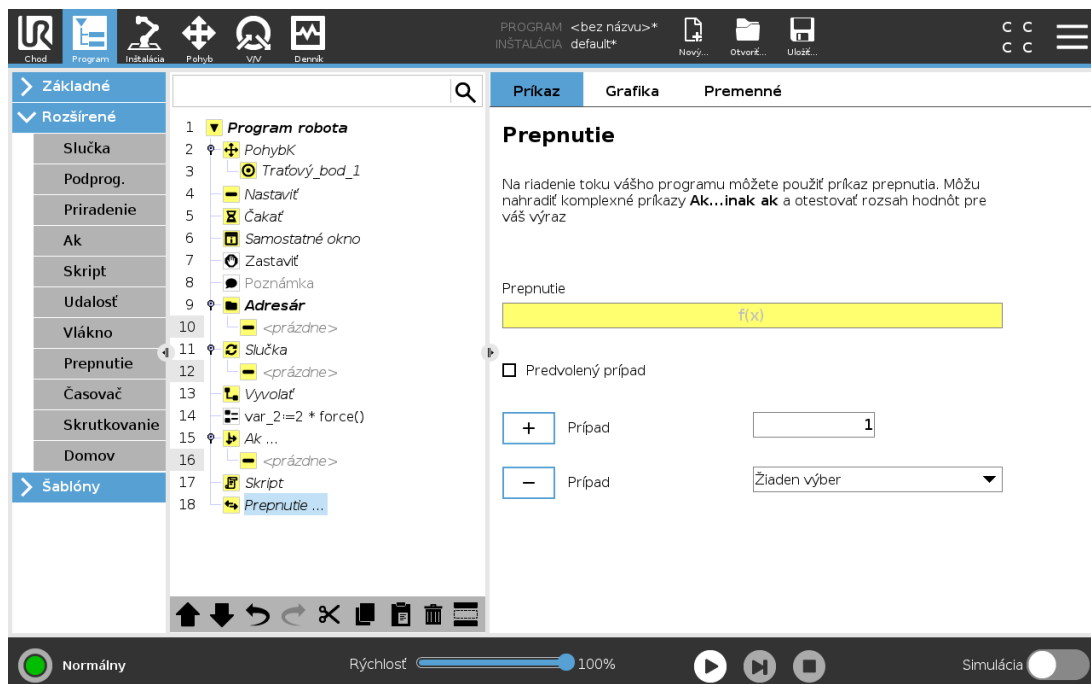 PROGRAM <bez názvu>*
INŠTALÁCIA default*
UR
Chod
Program
Inštalácia
Pohyb
V/V
Denník
Nový...
Otvoriť...
Uložiť...
C C
C C
Základné
Rozšírené
Slučka
Podprog.
Priradenie
Ak
Skript
Udalosť
Vlákno
Prepnutie
Časovač
Skrutkovanie
Domov
Šablóny
1 Program robota
2 PohybK
3 Traťový_bod_1
4 Nastaviť
5 Čakať
6 Samostatné okno
7 Zastaviť
8 Poznámka
9 Adresár
10 <prázdne>
11 Slučka
12 <prázdne>
13 Vyvolať
14 var_2:=2 * force()
15 Ak ...
16 <prázdne>
17 Skript
18 Prepnutie ...
Príkaz Grafika Premenné
Prepnutie
Na riadenie toku vášho programu môžete použiť príkaz prepnutia. Môžu
nahradiť komplexné príkazy Ak...inak ak a otestovať rozsah hodnôt pre
váš výraz
Prepnutie
f(x)
Predvolený prípad
+ Prípad 1
− Prípad Žiaden výber
Normálny
Rýchlosť 100%
Simulácia